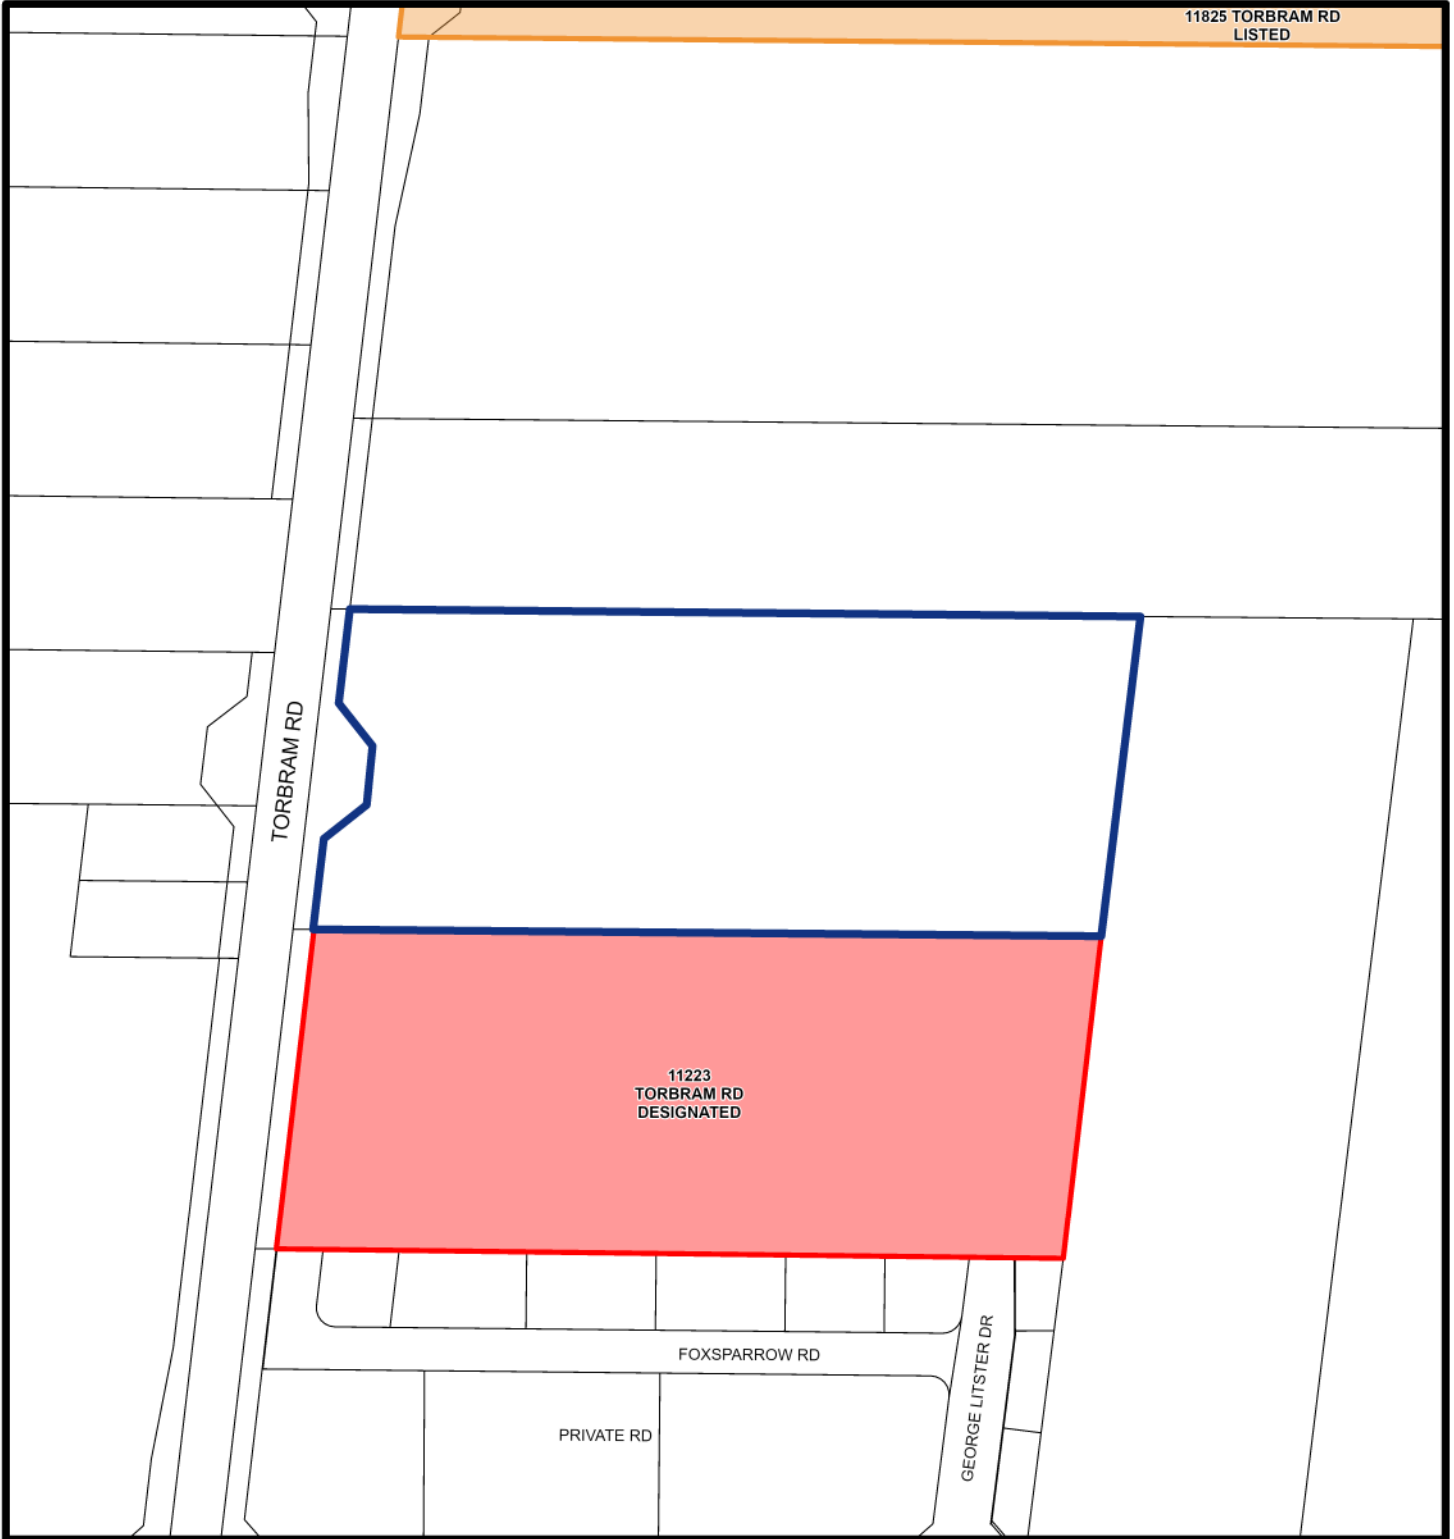 11825 TORBRAM RD
LISTED
TORBRAM RD
11223
TORBRAM RD
DESIGNATED
FOXSPARROW RD
GEORGE LITSTER DR
PRIVATE RD